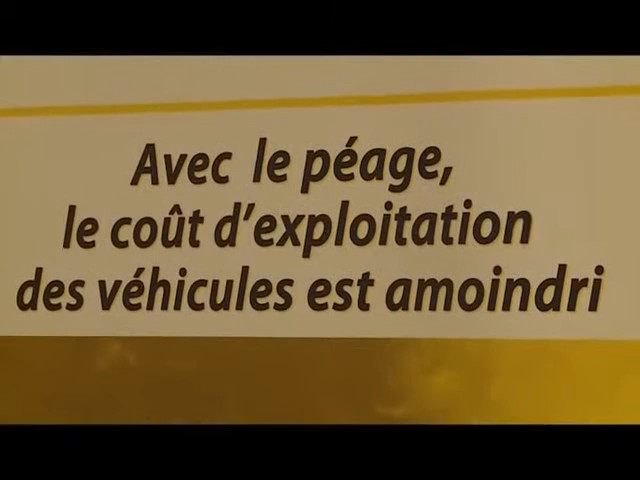 Avec le péage,
le coût d'exploitation
des véhicules est amoindri